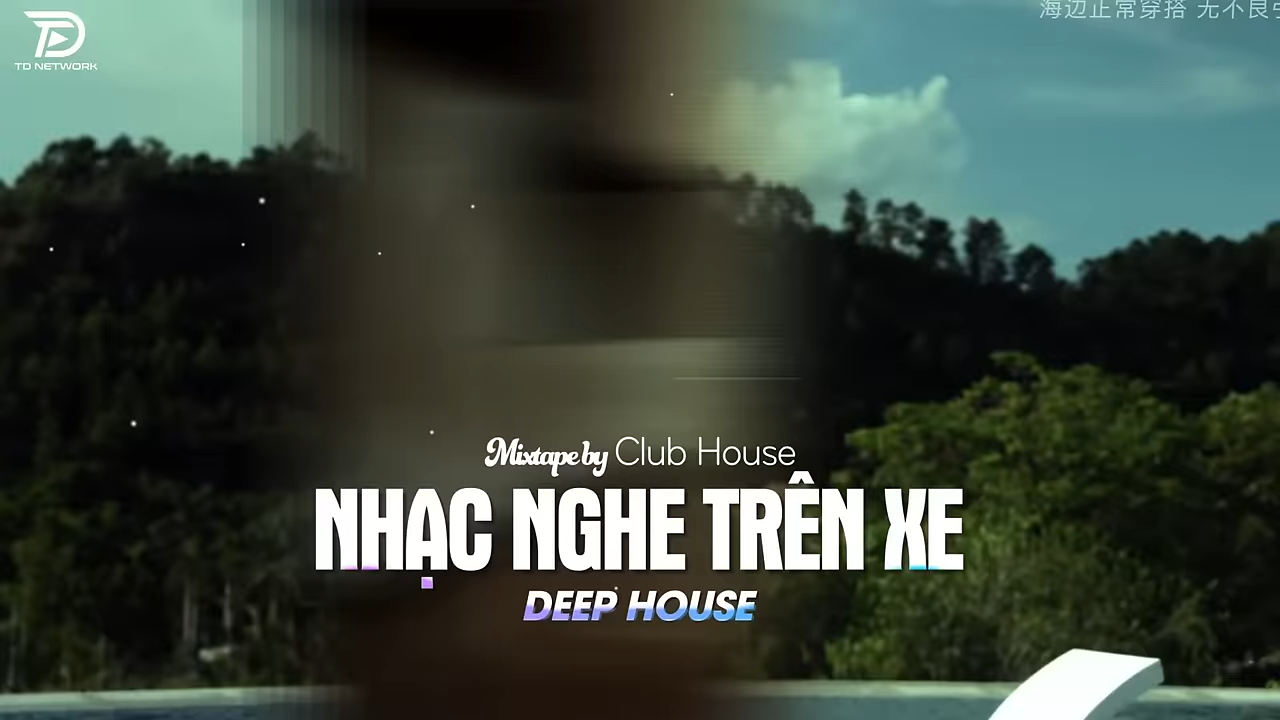 TD NETWORK
海边正常穿搭 无不良
Mixtape by Club House
NHẠC NGHE TRÊN XE
DEEP HOUSE